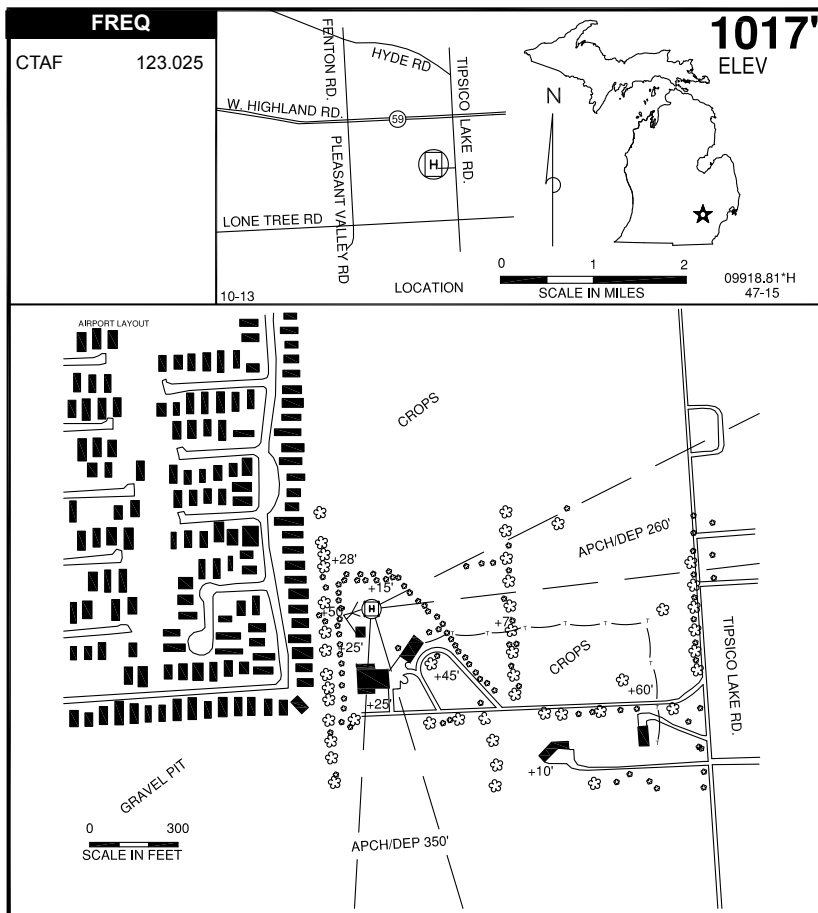 FREQ
CTAF 123.025
FENTON RD.
HYDE RD
TIPSICO LAKE RD.
W. HIGHLAND RD.
59
H
PLEASANT VALLEY RD
LONE TREE RD
10-13
LOCATION
1017'
ELEV
N
0 1 2
SCALE IN MILES
09918.81*H
47-15
AIRPORT LAYOUT
CROPS
APCH/DEP 260'
+28'
+15'
+50'
H
+25'
+7'
T T T T T
CROPS
+45'
+25'
+60'
TIPSICO LAKE RD.
+10'
GRAVEL PIT
0 300
SCALE IN FEET
APCH/DEP 350'